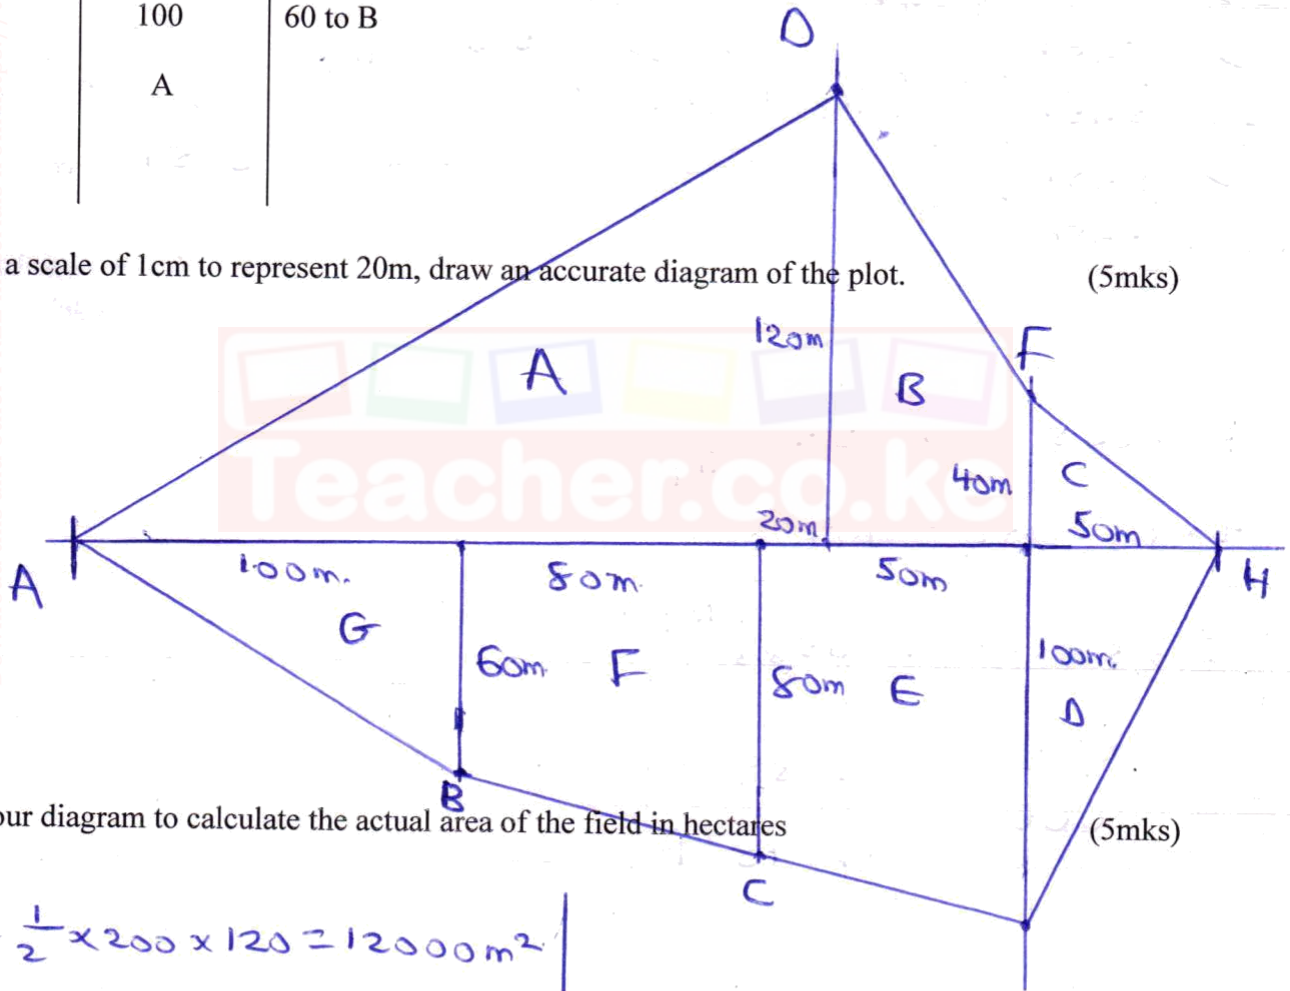 100
60 to B
A
D
a scale of 1cm to represent 20m, draw an accurate diagram of the plot. (5mks)
120m
F
A
B
40m
C
Teacher.co.ke
20m
50m
A
100m.
80m.
50m
H
G
60m
F
80m
E
100m.
D
B
our diagram to calculate the actual area of the field in hectares (5mks)
C
1/2 x 200 x 120 = 12000m²